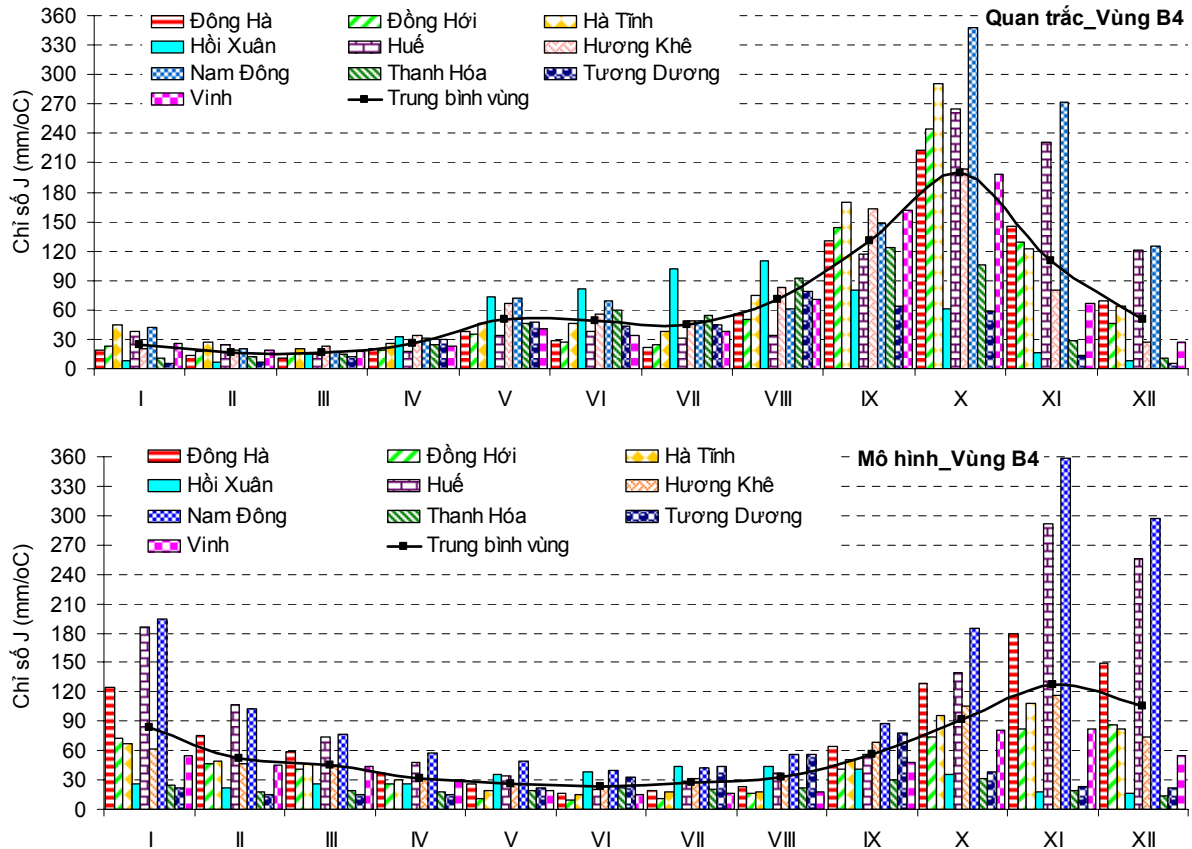 Quan trắc_Vùng B4
Đông Hà
Đồng Hới
Hà Tĩnh
Hồi Xuân
Huế
Hương Khê
Nam Đông
Thanh Hóa
Tương Dương
Vinh
Trung bình vùng
Chỉ số J (mm/oC)
360
330
300
270
240
210
180
150
120
90
60
30
0
I II III IV V VI VII VIII IX X XI XII
Mô hình_Vùng B4
Đông Hà
Đồng Hới
Hà Tĩnh
Hồi Xuân
Huế
Hương Khê
Nam Đông
Thanh Hóa
Tương Dương
Vinh
Trung bình vùng
Chỉ số J (mm/oC)
360
330
300
270
240
210
180
150
120
90
60
30
0
I II III IV V VI VII VIII IX X XI XII